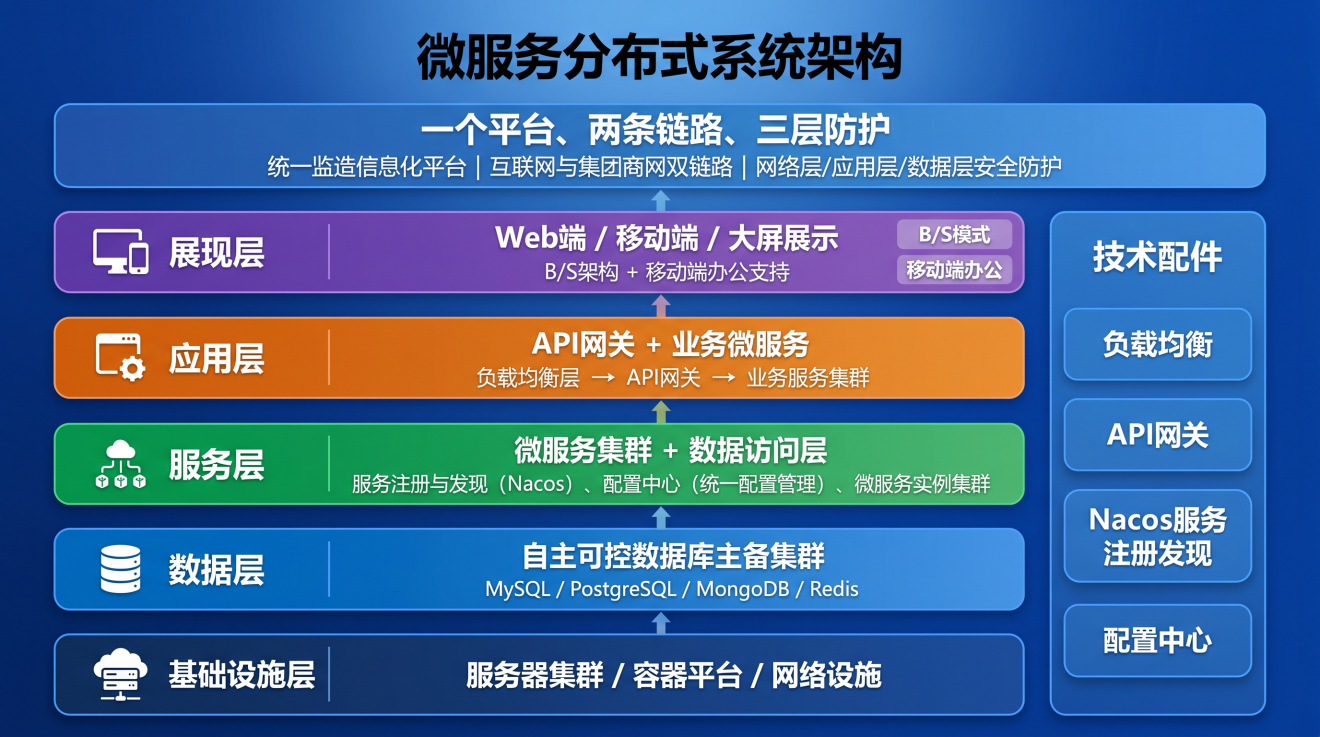 微服务分布式系统架构
一个平台、两条链路、三层防护
统一监造信息化平台 | 互联网与集团商网双链路 | 网络层/应用层/数据层安全防护
展现层
Web端 / 移动端 / 大屏展示
B/S架构 + 移动端办公支持
B/S模式
移动端办公
应用层
API网关 + 业务微服务
负载均衡层 → API网关 → 业务服务集群
服务层
微服务集群 + 数据访问层
服务注册与发现（Nacos）、配置中心（统一配置管理）、微服务实例集群
数据层
自主可控数据库主备集群
MySQL / PostgreSQL / MongoDB / Redis
基础设施层
服务器集群 / 容器平台 / 网络设施
技术配件
负载均衡
API网关
Nacos服务
注册发现
配置中心